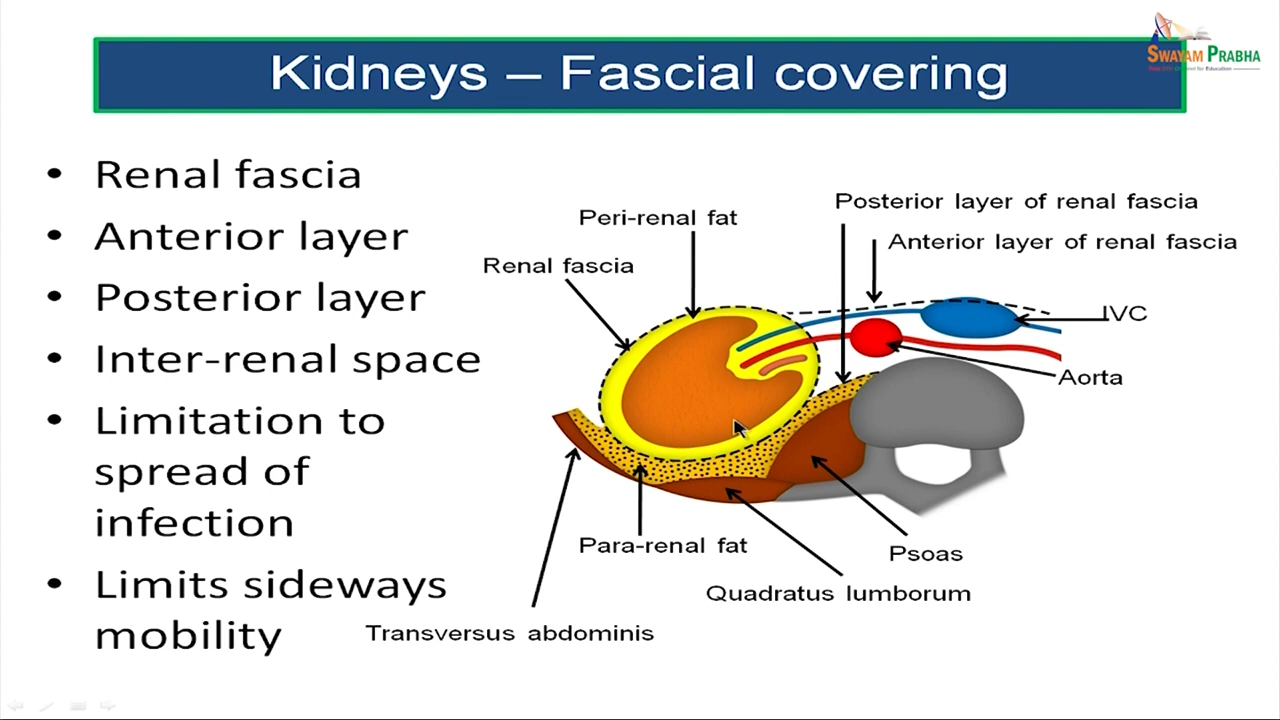 Kidneys – Fascial covering
SWAYAM PRABHA
• Renal fascia
• Anterior layer
• Posterior layer
• Inter-renal space
• Limitation to
spread of
infection
• Limits sideways
mobility
Posterior layer of renal fascia
Peri-renal fat
Anterior layer of renal fascia
Renal fascia
IVC
Aorta
Para-renal fat
Psoas
Quadratus lumborum
Transversus abdominis